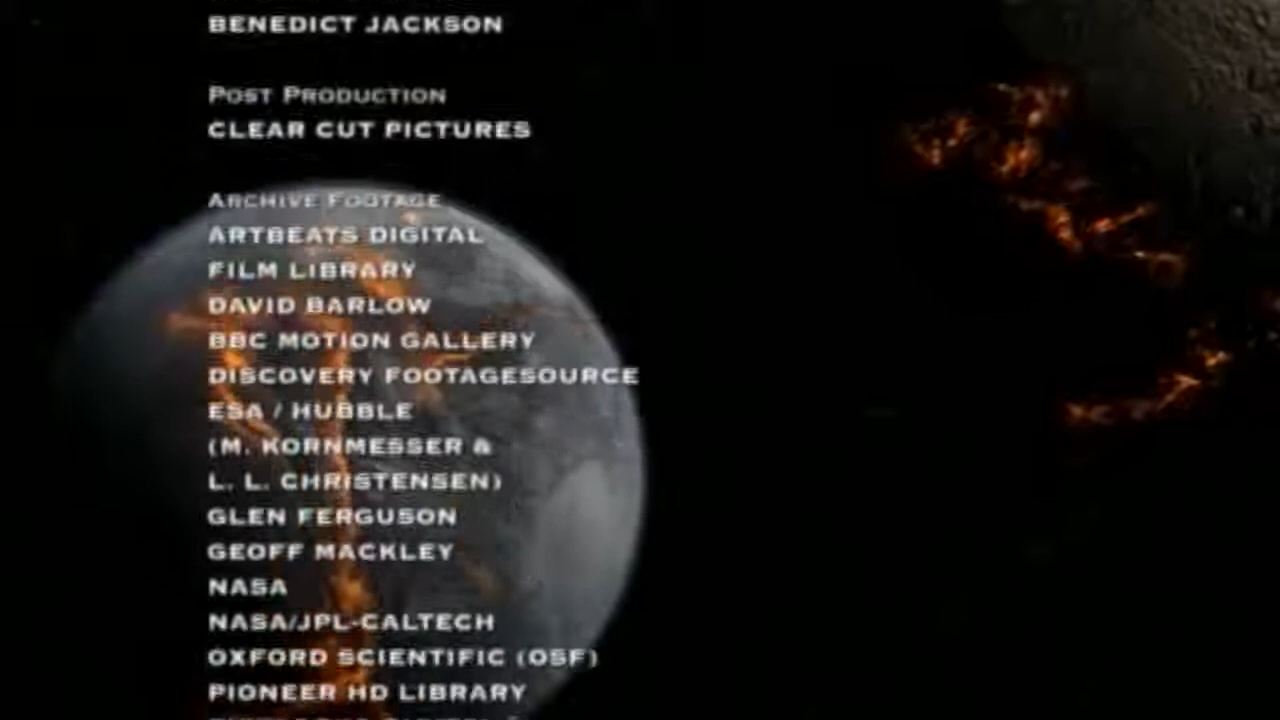 BENEDICT JACKSON
POST PRODUCTION
CLEAR CUT PICTURES
ARCHIVE FOOTAGE
ARTBEATS DIGITAL
FILM LIBRARY
DAVID BARLOW
BBC MOTION GALLERY
DISCOVERY FOOTAGESOURCE
ESA / HUBBLE
(M. KORNMESSER &
L. L. CHRISTENSEN)
GLEN FERGUSON
GEOFF MACKLEY
NASA
NASA/JPL-CALTECH
OXFORD SCIENTIFIC (OSF)
PIONEER HD LIBRARY